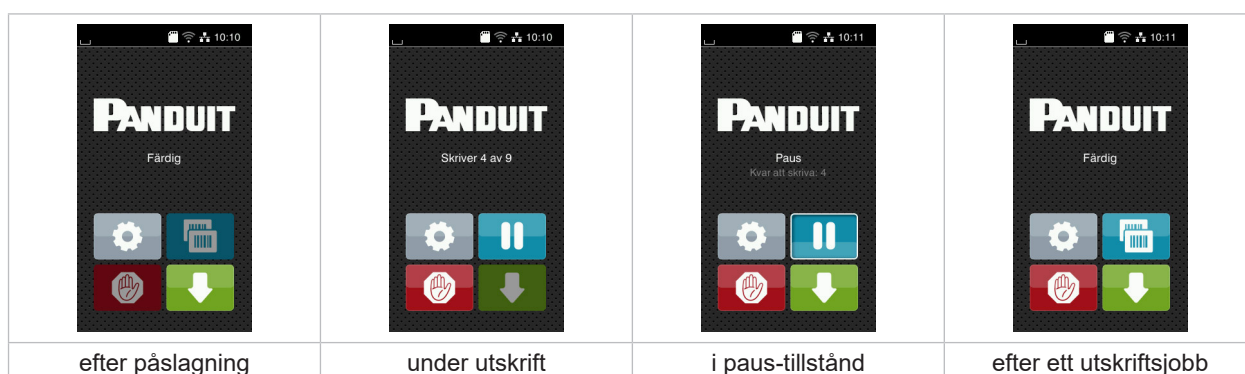 10:10
PANDUIT
Färdig
efter påslagning
10:10
PANDUIT
Skriver 4 av 9
under utskrift
10:11
PANDUIT
Paus
Kvar att skriva: 4
i paus-tillstånd
10:11
PANDUIT
Färdig
efter ett utskriftsjobb